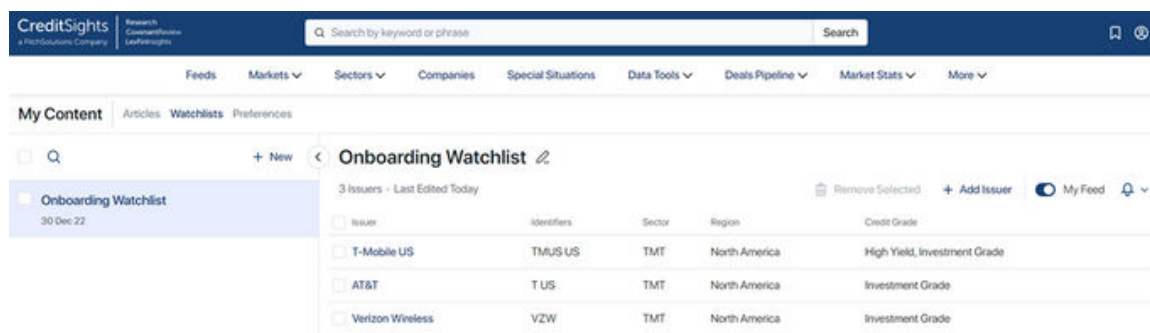 CreditSights
a FitchSolutions Company
Research
CovenantReview
LevFinInsights
Search by keyword or phrase
Search
Feeds Markets Sectors Companies Special Situations Data Tools Deals Pipeline Market Stats More
My Content Articles Watchlists Preferences
+ New
Onboarding Watchlist
30 Dec 22
Onboarding Watchlist
3 Issuers - Last Edited Today
Remove Selected + Add Issuer My Feed
Issuer Identifiers Sector Region Credit Grade
T-Mobile US TMUS US TMT North America High Yield, Investment Grade
AT&T T US TMT North America Investment Grade
Verizon Wireless VZW TMT North America Investment Grade